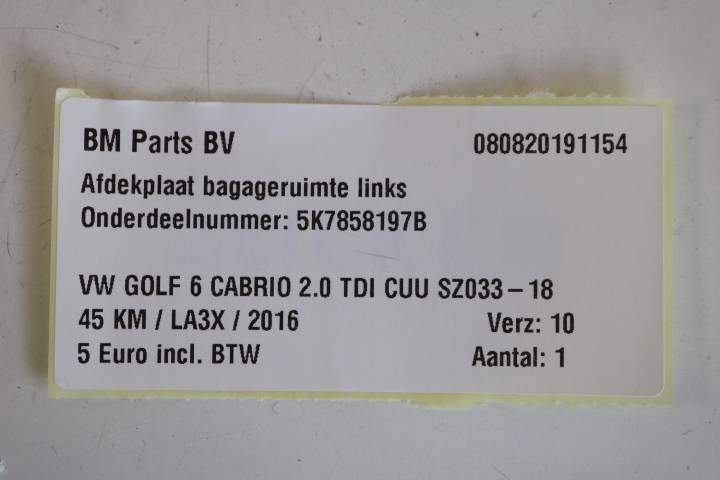 BM Parts BV 080820191154
Afdekplaat bagageruimte links
Onderdeelnummer: 5K7858197B
VW GOLF 6 CABRIO 2.0 TDI CUU SZ033-18
45 KM / LA3X / 2016 Verz: 10
5 Euro incl. BTW Aantal: 1